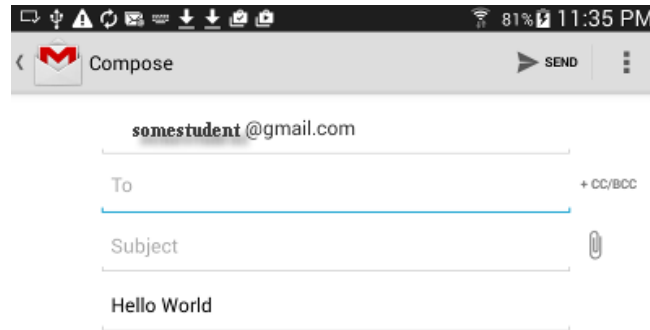 81% 11:35 PM
Compose SEND
somestudent @gmail.com
To + CC/BCC
Subject
Hello World